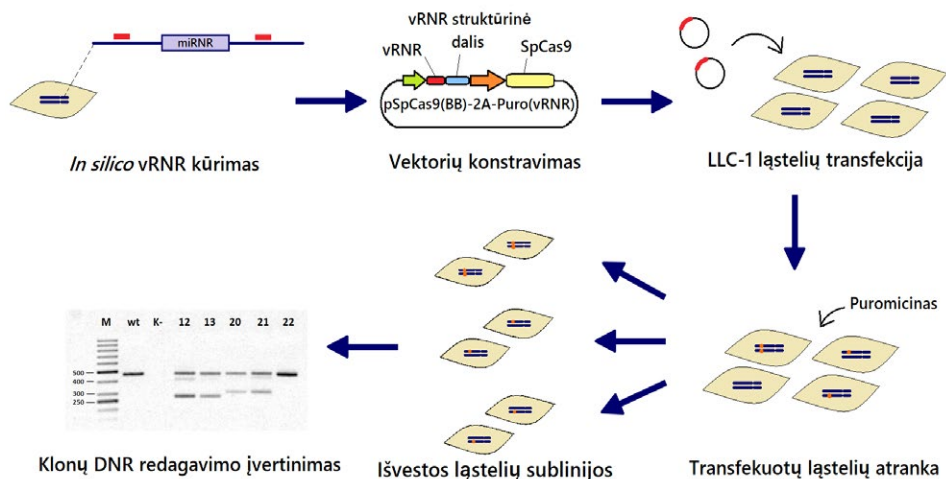 miRNR
In silico vRNR kūrimas
vRNR struktūrinė
dalis
vRNR
SpCas9
pSpCas9(BB)-2A-Puro(vRNR)
Vektorių konstravimas
LLC-1 ląstelių transfekcija
Puromicinas
Transfekuotų ląstelių atranka
Išvestos ląstelių sublinijos
M wt K- 12 13 20 21 22
500
400
300
250
Klonų DNR redagavimo įvertinimas